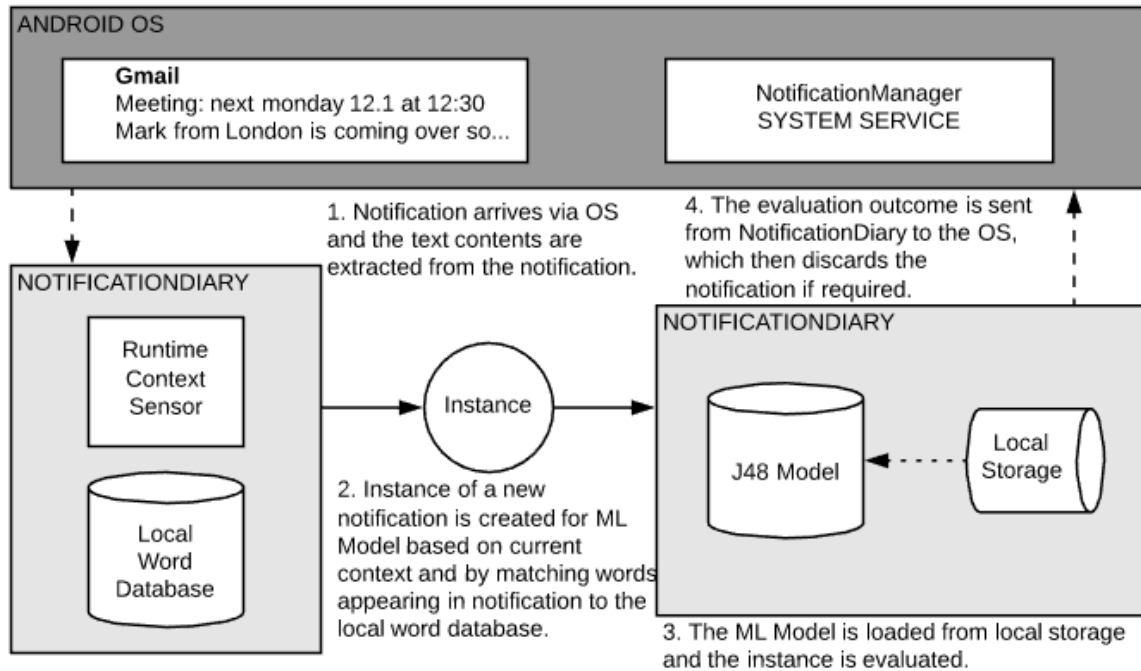 ANDROID OS
Gmail
Meeting: next monday 12.1 at 12:30
Mark from London is coming over so...
NotificationManager
SYSTEM SERVICE
1. Notification arrives via OS
and the text contents are
extracted from the notification.
4. The evaluation outcome is sent
from NotificationDiary to the OS,
which then discards the
notification if required.
NOTIFICATIONDIARY
Runtime
Context
Sensor
Local
Word
Database
Instance
2. Instance of a new
notification is created for ML
Model based on current
context and by matching words
appearing in notification to the
local word database.
NOTIFICATIONDIARY
J48 Model
Local
Storage
3. The ML Model is loaded from local storage
and the instance is evaluated.